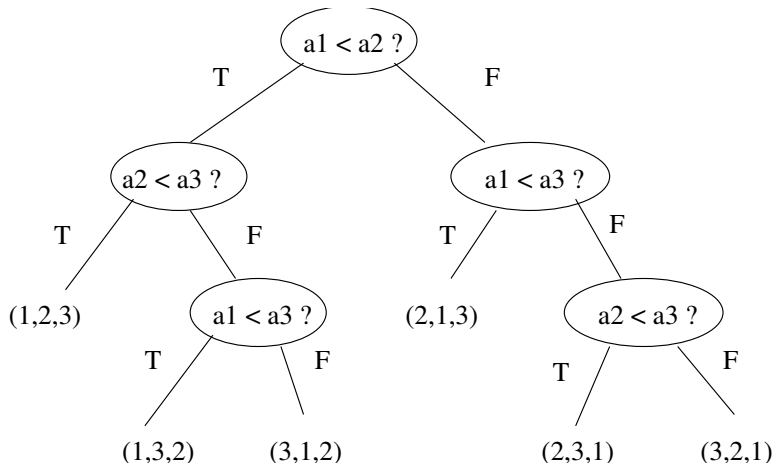 a1 < a2 ?
T
F
a2 < a3 ?
a1 < a3 ?
T
F
T
F
(1,2,3)
a1 < a3 ?
(2,1,3)
a2 < a3 ?
T
F
T
F
(1,3,2)
(3,1,2)
(2,3,1)
(3,2,1)